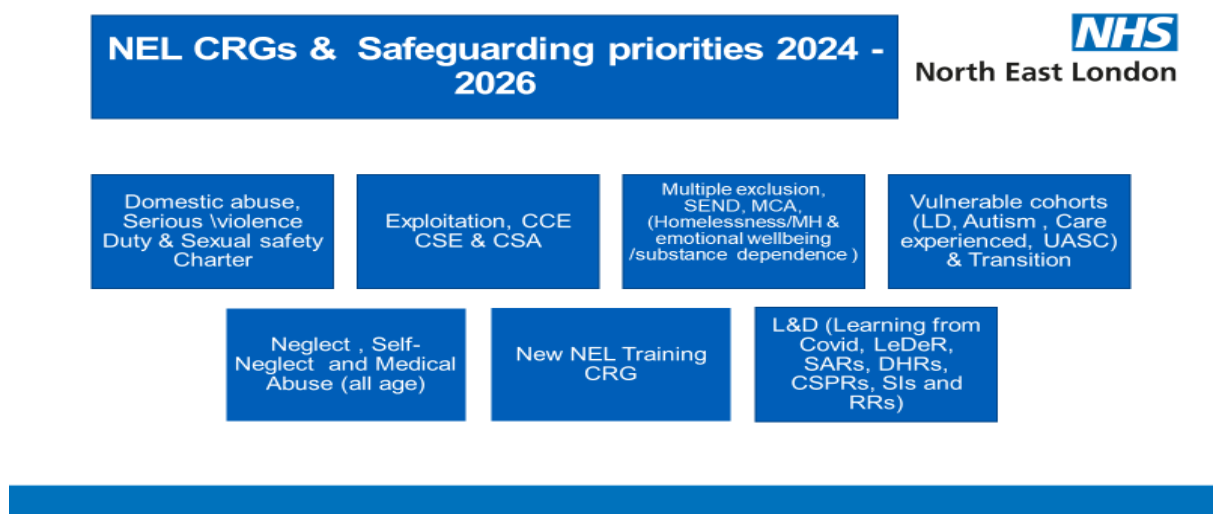 NEL CRGs & Safeguarding priorities 2024 -
2026
NHS
North East London
Domestic abuse,
Serious \violence
Duty & Sexual safety
Charter
Exploitation, CCE
CSE & CSA
Multiple exclusion,
SEND, MCA,
(Homelessness/MH &
emotional wellbeing
/substance dependence )
Vulnerable cohorts
(LD, Autism , Care
experienced, UASC)
& Transition
Neglect , Self-
Neglect and Medical
Abuse (all age)
New NEL Training
CRG
L&D (Learning from
Covid, LeDeR,
SARs, DHRs,
CSPRs, SIs and
RRs)